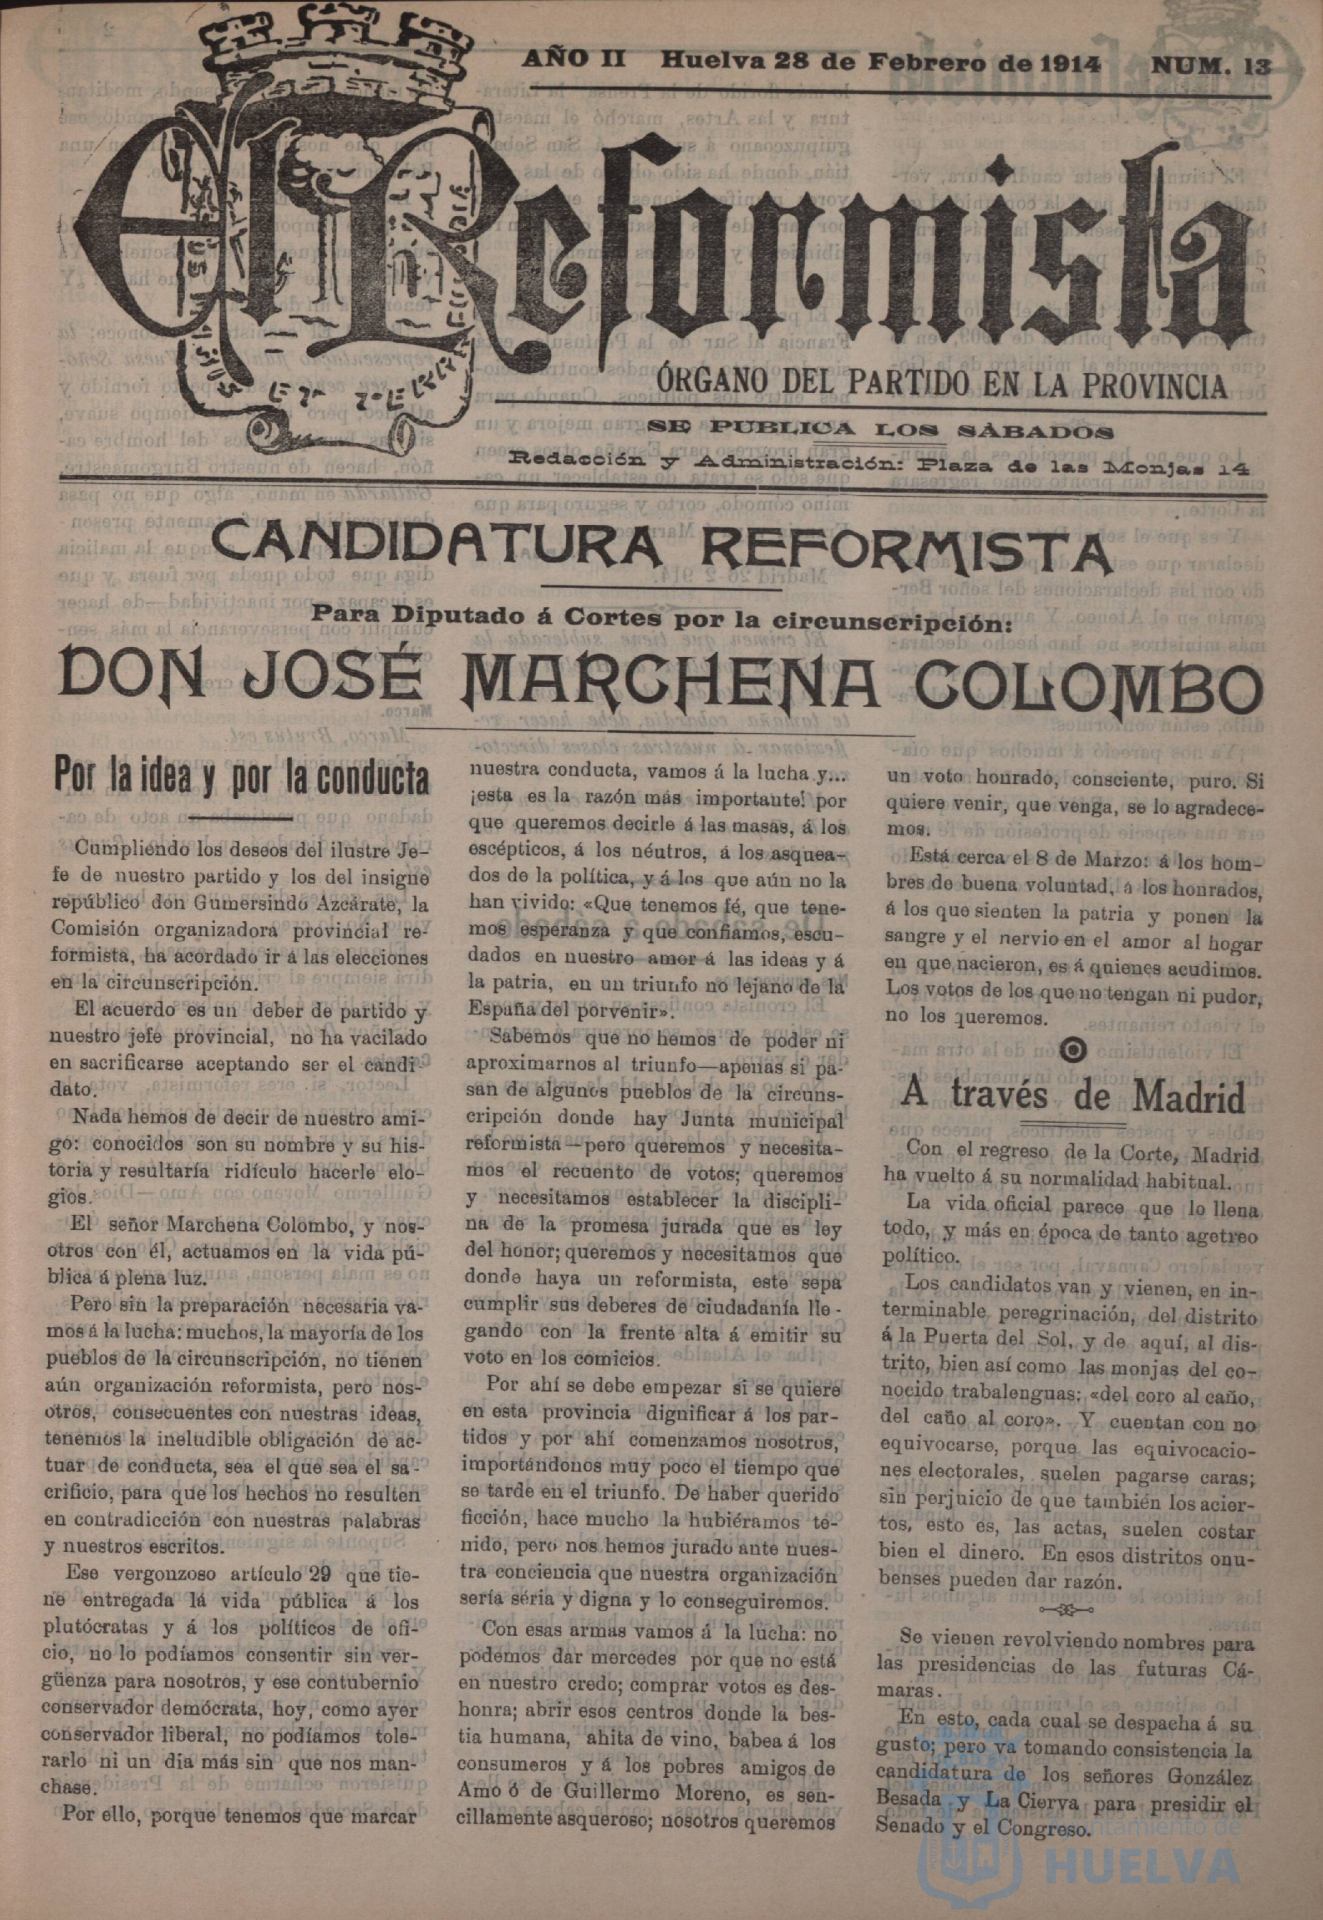 AÑO II Huelva 28 de Febrero de 1914 NUM. 13
El Reformista
ÓRGANO DEL PARTIDO EN LA PROVINCIA
SE PUBLICA LOS SÁBADOS
Redacción y Administración: Plaza de las Monjas 14
CANDIDATURA REFORMISTA
Para Diputado á Cortes por la circunscripción:
DON JOSÉ MARCHENA COLOMBO
Por la idea y por la conducta
Cumpliendo los deseos del ilustre Je-
fe de nuestro partido y los del insigne
repúblico don Gumersindo Azcárate, la
Comisión organizadora provincial re-
formista, ha acordado ir á las elecciones
en la circunscripción.
El acuerdo es un deber de partido y
nuestro jefe provincial, no ha vacilado
en sacrificarse aceptando ser el candi-
dato.
Nada hemos de decir de nuestro ami-
go: conocidos son su nombre y su his-
toria y resultaría ridículo hacerle elo-
gios.
El señor Marchena Colombo, y nos-
otros con él, actuamos en la vida pú-
blica á plena luz.
Pero sin la preparación necesaria va-
mos á la lucha: muchos, la mayoría de los
pueblos de la circunscripción, no tienen
aún organización reformista, pero nos-
otros, consecuentes con nuestras ideas,
tenemos la ineludible obligación de ac-
tuar de conducta, sea el que sea el sa-
crificio, para que los hechos no resulten
en contradicción con nuestras palabras
y nuestros escritos.
Ese vergonzoso artículo 29 que tie-
ne entregada lá vida pública á los
plutócratas y á los políticos de ofi-
cio, no lo podíamos consentir sin ver-
güenza para nosotros, y ese contubernio
conservador demócrata, hoy, como ayer
conservador liberal, no podíamos tole-
rarlo ni un dia más sin que nos man-
chase.
Por ello, porque tenemos que marcar
nuestra conducta, vamos á la lucha y...
¡esta es la razón más importante! por
que queremos decirle á las masas, á los
escépticos, á los néutros, á los asquea-
dos de la política, y á los que aún no la
han vivido: «Que tenemos fé, que tene-
mos esperanza y que confiamos, escu-
dados en nuestro amor á las ideas y á
la patria, en un triunfo no lejano de la
España del porvenir».
Sabemos que no hemos de poder ni
aproximarnos al triunfo—apenas si pa-
san de algunos pueblos de la circuns-
cripción donde hay Junta municipal
reformista—pero queremos y necesita-
mos el recuento de votos; queremos
y necesitamos establecer la discipli-
na de la promesa jurada que es ley
del honor; queremos y necesitamos que
donde haya un reformista, este sepa
cumplir sus deberes de ciudadanía lle-
gando con la frente alta á emitir su
voto en los comicios.
Por ahí se debe empezar si se quiere
en esta provincia dignificar á los par-
tidos y por ahí comenzamos nosotros,
importándonos muy poco el tiempo que
se tarde en el triunfo. De haber querido
ficción, hace mucho la hubiéramos te-
nido, pero nos hemos jurado ante nues-
tra conciencia que nuestra organización
sería séria y digna y lo conseguiremos.
Con esas armas vamos á la lucha: no
podemos dar mercedes por que no está
en nuestro credo; comprar votos es des-
honra; abrir esos centros donde la bes-
tia humana, ahita de vino, babea á los
consumeros y á los pobres amigos de
Amo ó de Guillermo Moreno, es sen-
cillamente asqueroso; nosotros queremos
un voto honrado, consciente, puro. Si
quiere venir, que venga, se lo agradece-
mos.
Está cerca el 8 de Marzo: á los hom-
bres de buena voluntad, á los honrados,
á los que sienten la patria y ponen la
sangre y el nervio en el amor al hogar
en que nacieron, es á quienes acudimos.
Los votos de los que no tengan ni pudor,
no los queremos.
A través de Madrid
Con el regreso de la Corte, Madrid
ha vuelto á su normalidad habitual.
La vida oficial parece que lo llena
todo, y más en época de tanto agetreo
político.
Los candidatos van y vienen, en in-
terminable peregrinación, del distrito
á la Puerta del Sol, y de aquí, al dis-
trito, bien así como las monjas del co-
nocido trabalenguas: «del coro al caño,
del caño al coro». Y cuentan con no
equivocarse, porque las equivocacio-
nes electorales, suelen pagarse caras;
sin perjuicio de que también los acier-
tos, esto es, las actas, suelen costar
bien el dinero. En esos distritos onu-
benses pueden dar razón.
Se vienen revolviendo nombres para
las presidencias de las futuras Cá-
maras.
En esto, cada cual se despacha á su
gusto; pero va tomando consistencia la
candidatura de los señores González
Besada y La Cierva para presidir el
Senado y el Congreso.
Ayuntamiento de
HUELVA